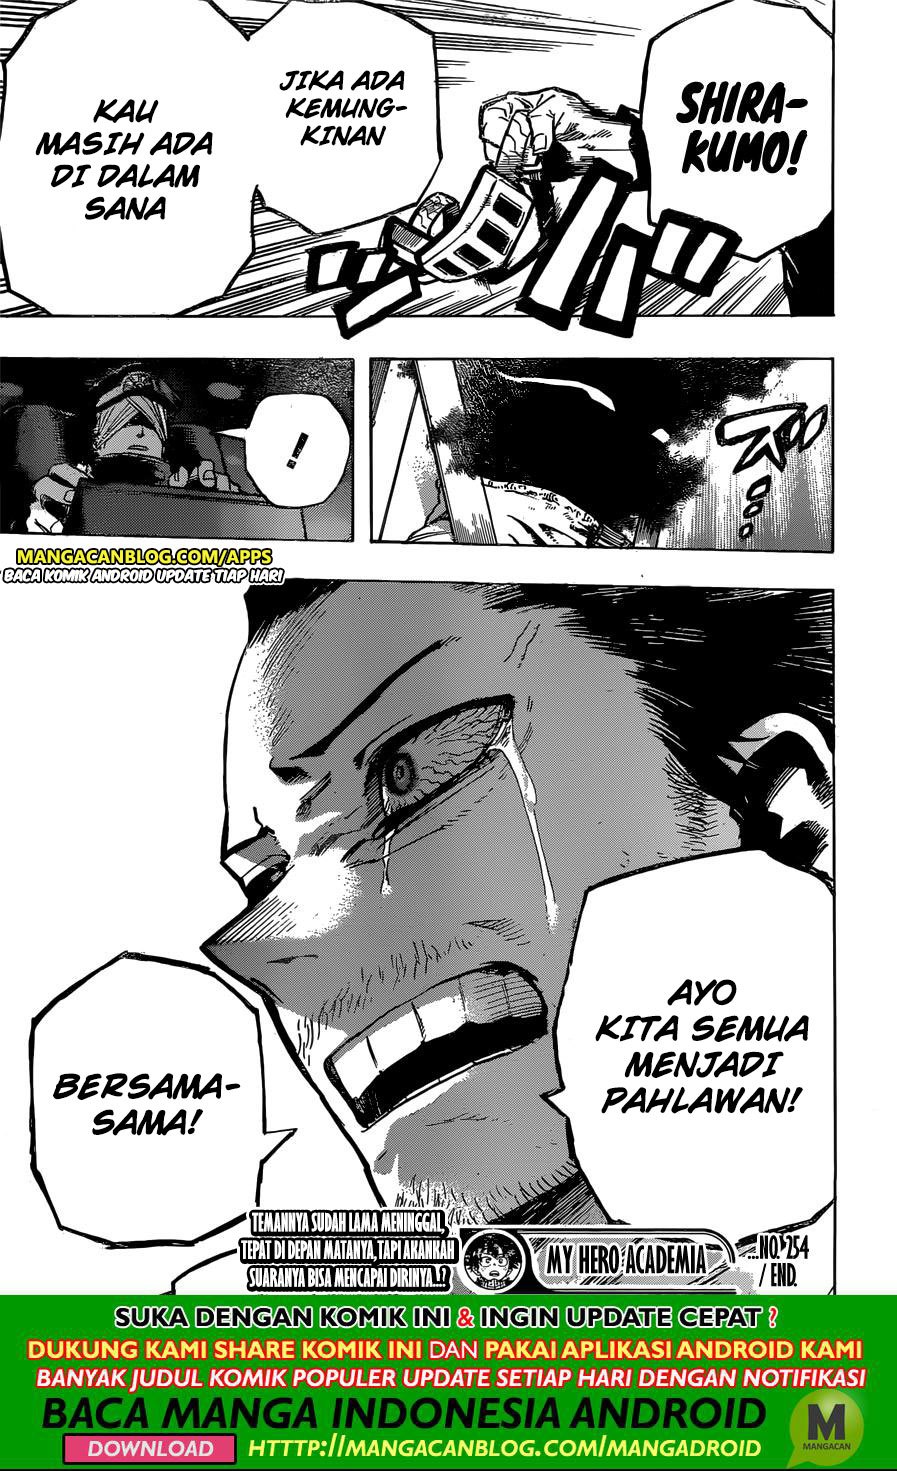 SHIRA-
KUMO!
JIKA ADA
KEMUNG-
KINAN
KAU
MASIH ADA
DI DALAM
SANA
ズズ
MANGACANBLOG.COM/APPS
BACA KOMIK ANDROID UPDATE TIAP HARI
AYO
KITA SEMUA
MENJADI
PAHLAWAN!
BERSAMA-
SAMA!
TEMANNYA SUDAH LAMA MENINGGAL,
TEPAT DI DEPAN MATANYA, TAPI AKANKAH
SUARANYA BISA MENCAPAI DIRINYA...?
MY HERO ACADEMIA
...NO. 254
/ END.
SUKA DENGAN KOMIK INI & INGIN UPDATE CEPAT ?
DUKUNG KAMI SHARE KOMIK INI DAN PAKAI APLIKASI ANDROID KAMI
BANYAK JUDUL KOMIK POPULER UPDATE SETIAP HARI DENGAN NOTIFIKASI
BACA MANGA INDONESIA ANDROID
DOWNLOAD
HTTTP://MANGACANBLOG.COM/MANGADROID
M
MANGACAN